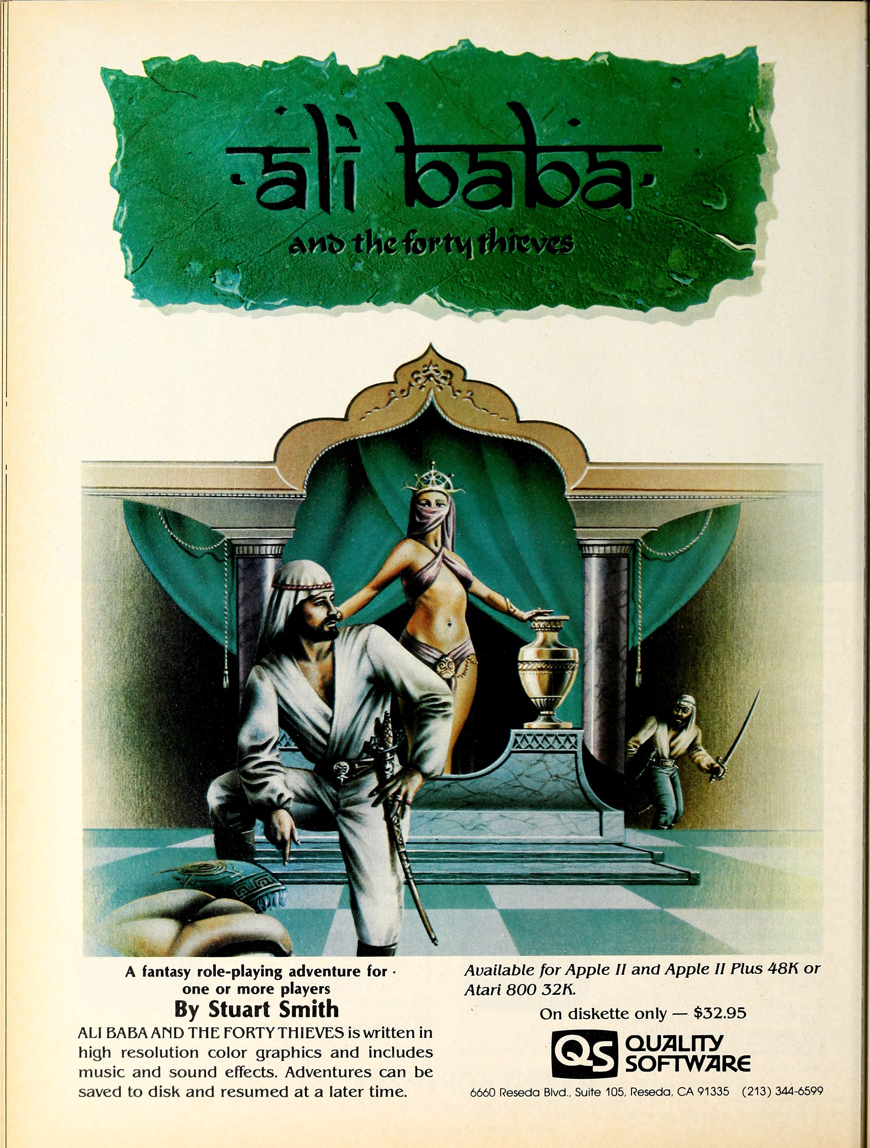 ali baba
and the forty thieves
A fantasy role-playing adventure for
one or more players
By Stuart Smith
ALI BABA AND THE FORTY THIEVES is written in
high resolution color graphics and includes
music and sound effects. Adventures can be
saved to disk and resumed at a later time.
Available for Apple II and Apple II Plus 48K or
Atari 800 32K.
On diskette only — $32.95
QS QUALITY
SOFTWARE
6660 Reseda Blvd., Suite 105, Reseda, CA 91335 (213) 344-6599